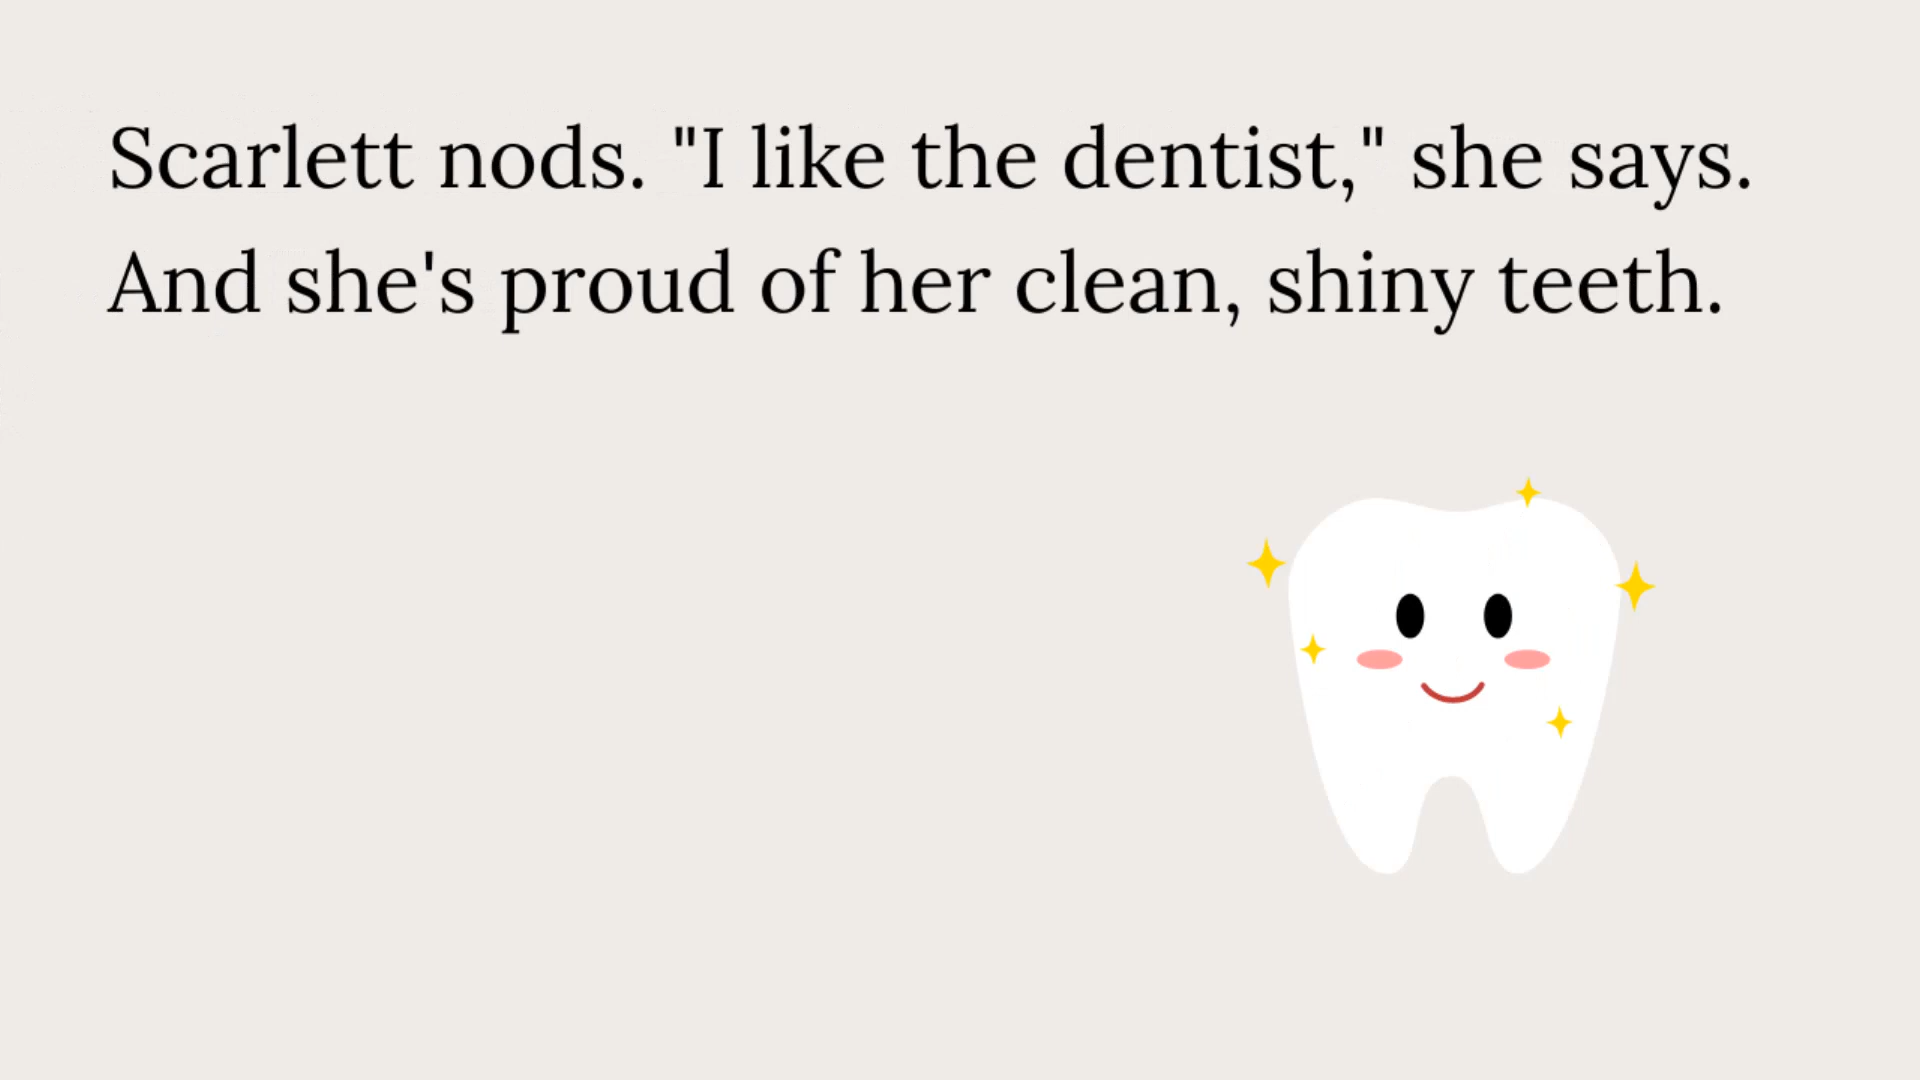 Scarlett nods. "I like the dentist," she says.
And she's proud of her clean, shiny teeth.